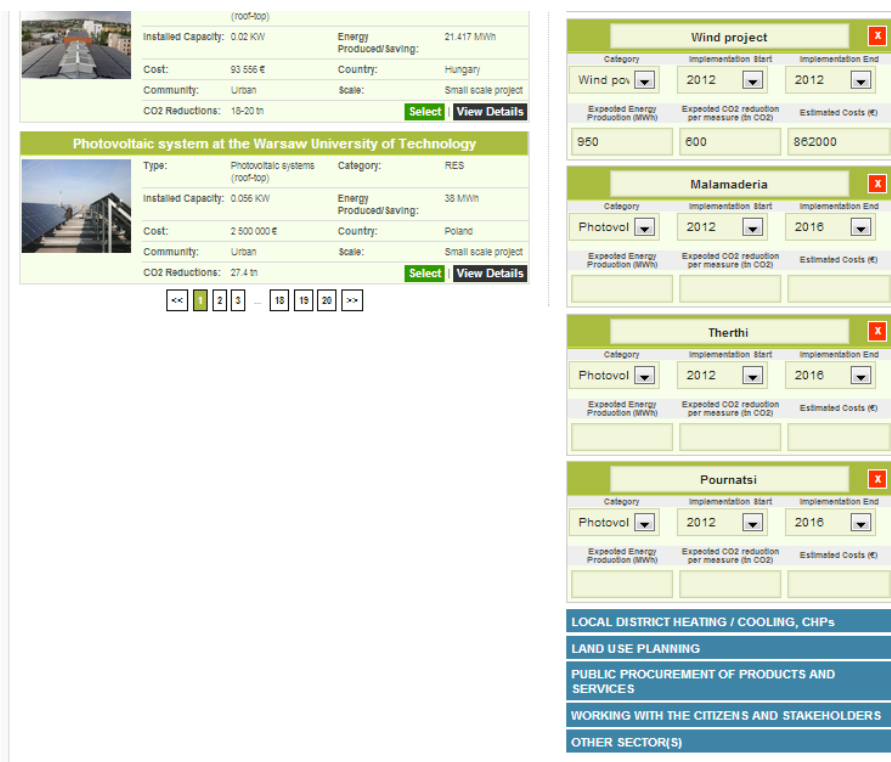 (roof-top)
Installed Capacity: 0.02 KW Energy Produced/Saving: 21.417 MWh
Cost: 93 556 € Country: Hungary
Community: Urban Scale: Small scale project
CO2 Reductions: 18-20 tn Select | View Details
Photovoltaic system at the Warsaw University of Technology
Type: Photovoltaic systems (roof-top) Category: RES
Installed Capacity: 0.056 KW Energy Produced/Saving: 38 MWh
Cost: 2 500 000 € Country: Poland
Community: Urban Scale: Small scale project
CO2 Reductions: 27.4 tn Select | View Details
<< 1 2 3 ... 18 19 20 >>
Wind project X
Category Implementation Start Implementation End
Wind pov 2012 2012
Expected Energy Production (MWh) Expected CO2 reduction per measure (tn CO2) Estimated Costs (€)
950 600 862000
Malamaderia X
Category Implementation Start Implementation End
Photovol 2012 2016
Expected Energy Production (MWh) Expected CO2 reduction per measure (tn CO2) Estimated Costs (€)
Therthi X
Category Implementation Start Implementation End
Photovol 2012 2016
Expected Energy Production (MWh) Expected CO2 reduction per measure (tn CO2) Estimated Costs (€)
Pournatsi X
Category Implementation Start Implementation End
Photovol 2012 2016
Expected Energy Production (MWh) Expected CO2 reduction per measure (tn CO2) Estimated Costs (€)
LOCAL DISTRICT HEATING / COOLING, CHPs
LAND USE PLANNING
PUBLIC PROCUREMENT OF PRODUCTS AND
SERVICES
WORKING WITH THE CITIZENS AND STAKEHOLDERS
OTHER SECTOR(S)